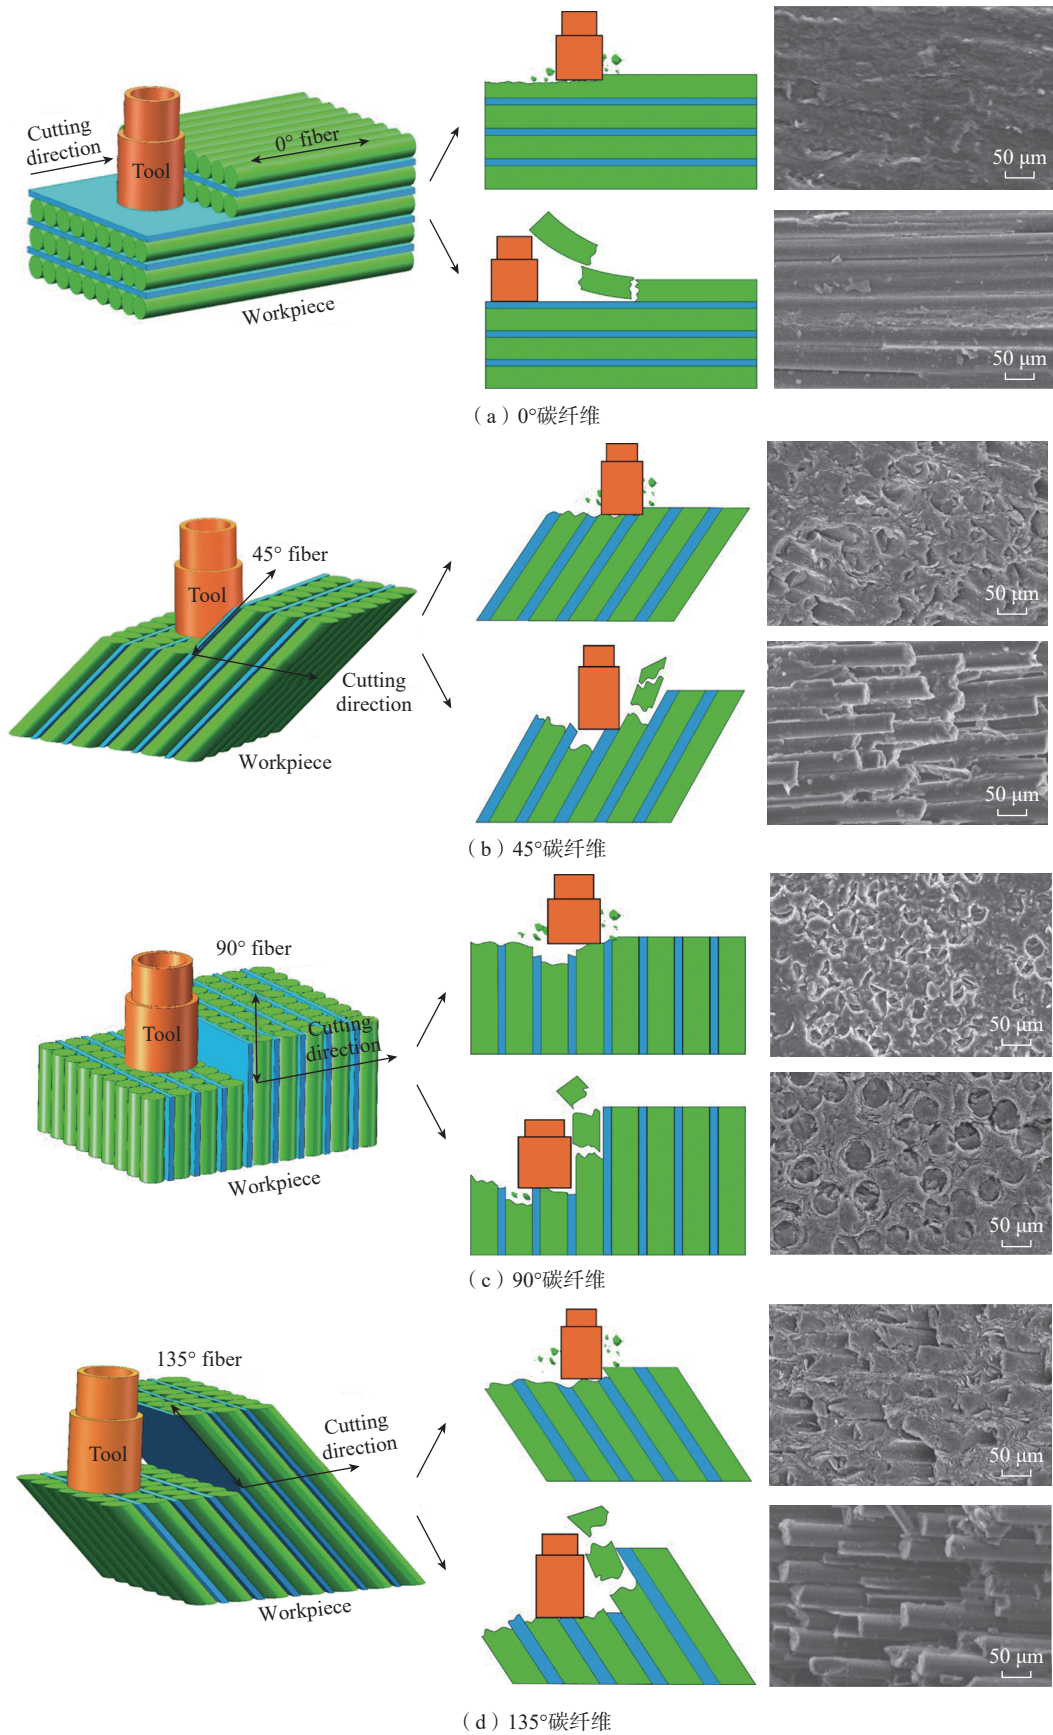 Cutting
direction
Tool
0° fiber
Workpiece
50 μm
50 μm
（a）0°碳纤维
45° fiber
Tool
Cutting
direction
Workpiece
50 μm
50 μm
（b）45°碳纤维
90° fiber
Tool
Cutting
direction
Workpiece
50 μm
50 μm
（c）90°碳纤维
135° fiber
Tool
Cutting
direction
Workpiece
50 μm
50 μm
（d）135°碳纤维